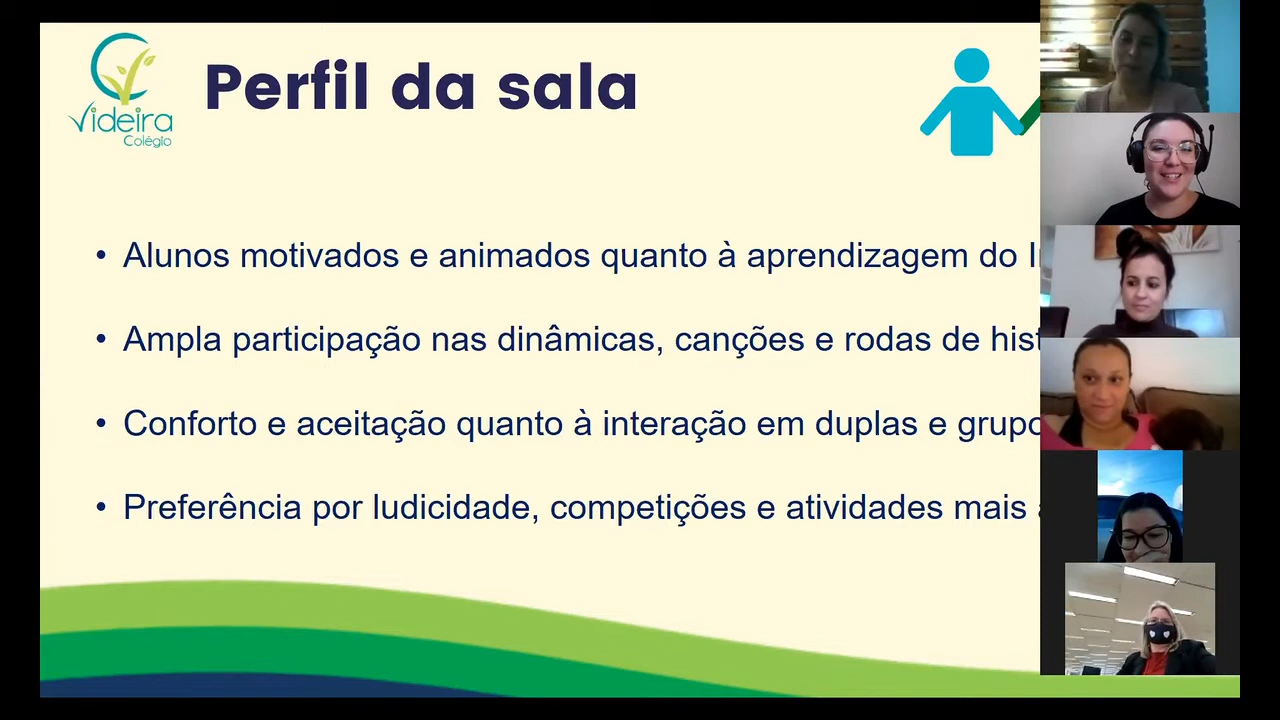 Videira
Colégio
Perfil da sala
• Alunos motivados e animados quanto à aprendizagem do
• Ampla participação nas dinâmicas, canções e rodas de
• Conforto e aceitação quanto à interação em duplas e
• Preferência por ludicidade, competições e atividades mais